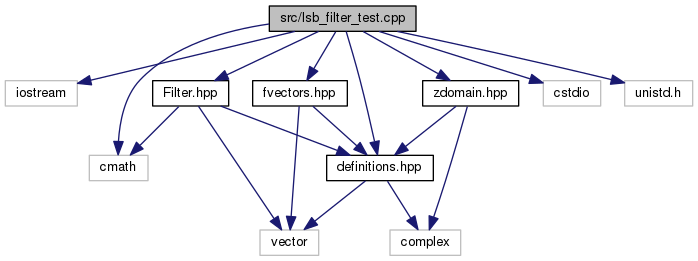 src/lsb_filter_test.cpp
iostream
Filter.hpp
fvectors.hpp
zdomain.hpp
cstdio
unistd.h
cmath
definitions.hpp
vector
complex